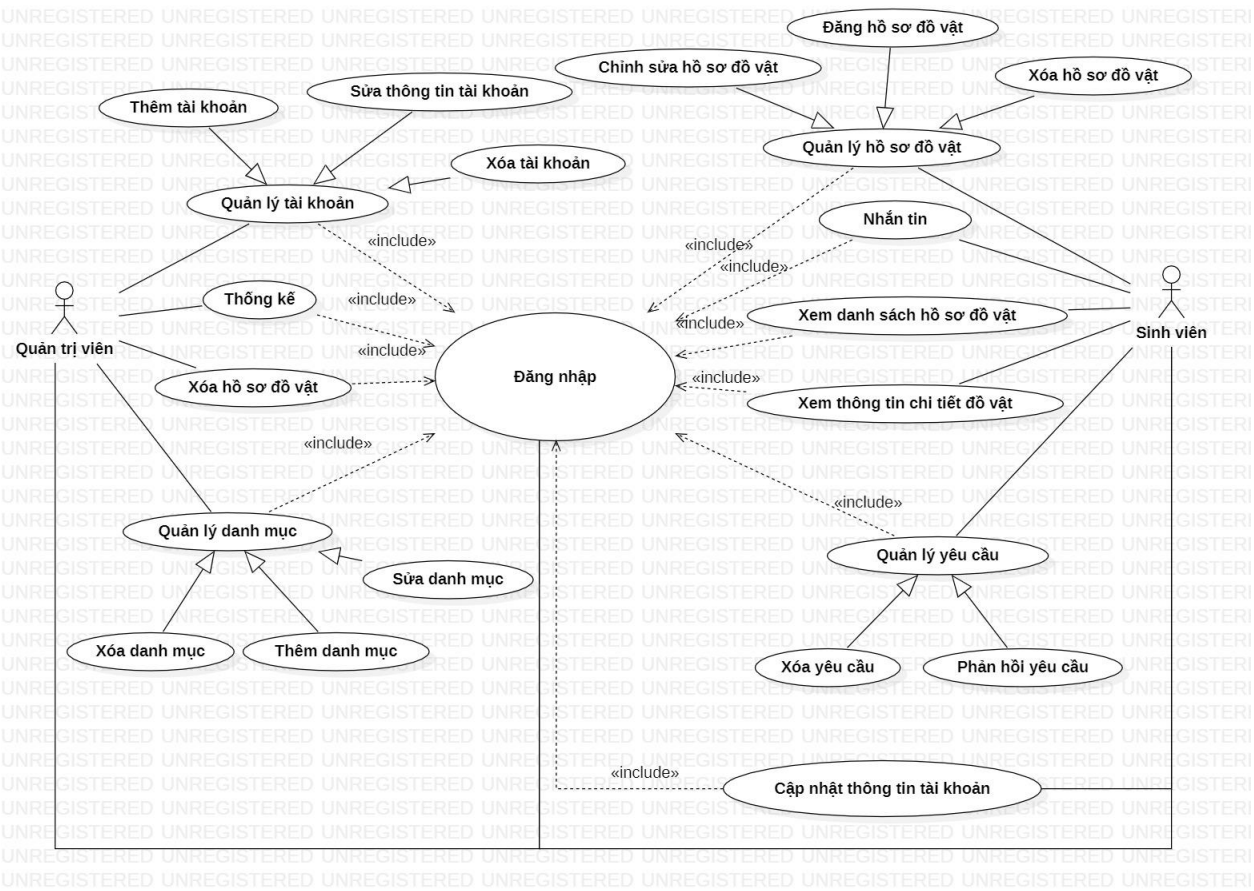 Đăng hồ sơ đồ vật
Chỉnh sửa hồ sơ đồ vật
Xóa hồ sơ đồ vật
Sửa thông tin tài khoản
Thêm tài khoản
Quản lý hồ sơ đồ vật
Xóa tài khoản
Quản lý tài khoản
Nhắn tin
«include»
«include»
«include»
Thống kế
«include»
Xem danh sách hồ sơ đồ vật
«include»
Quản trị viên
Sinh viên
«include»
Đăng nhập
«include»
Xóa hồ sơ đồ vật
Xem thông tin chi tiết đồ vật
«include»
«include»
Quản lý danh mục
Quản lý yêu cầu
Sửa danh mục
Xóa danh mục
Thêm danh mục
Xóa yêu cầu
Phản hồi yêu cầu
«include»
Cập nhật thông tin tài khoản
UNREGISTERED